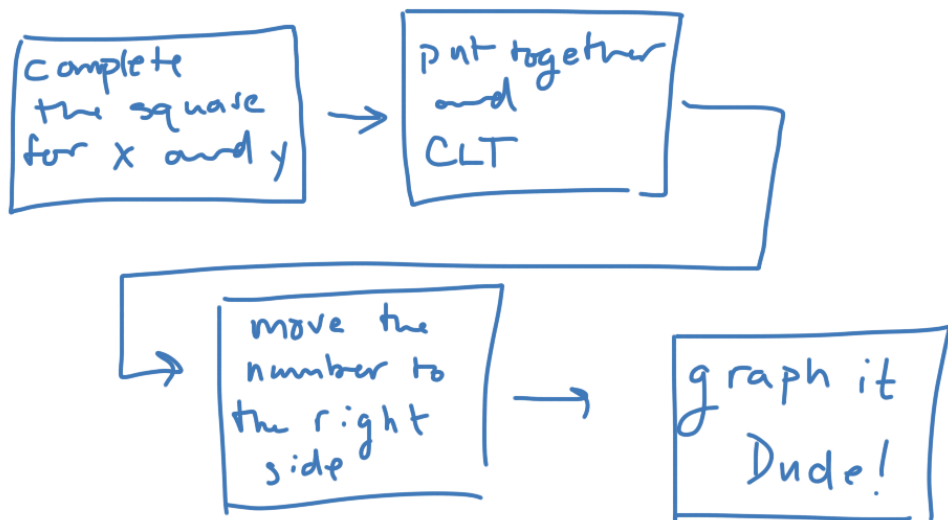 complete
the square
for x and y
put together
and
CLT
move the
number to
the right
side
graph it
Dude!